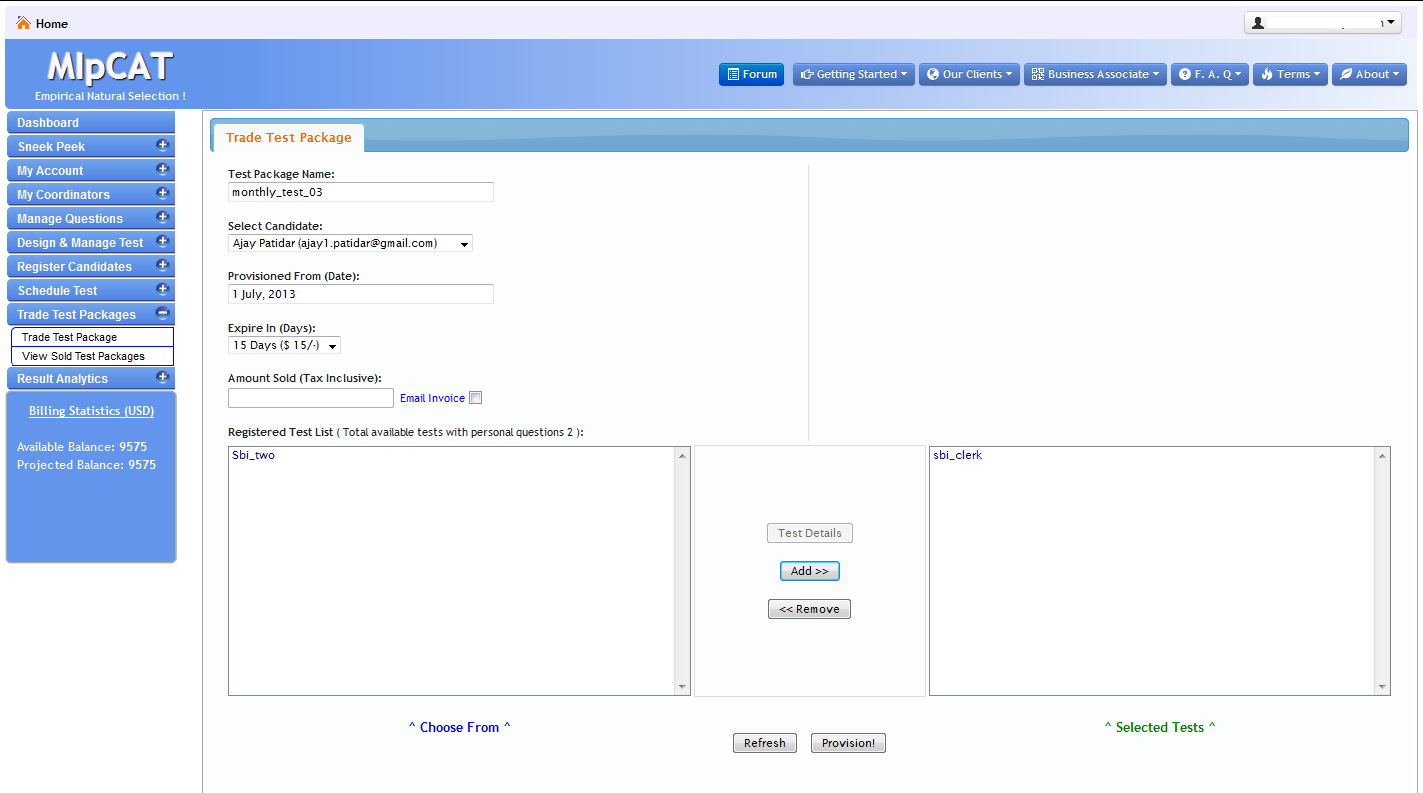 Home
MlpCAT
Empirical Natural Selection !
Forum Getting Started Our Clients Business Associate F. A. Q Terms About
Dashboard
Sneek Peek
My Account
My Coordinators
Manage Questions
Design & Manage Test
Register Candidates
Schedule Test
Trade Test Packages
Trade Test Package
View Sold Test Packages
Result Analytics
Billing Statistics (USD)
Available Balance: 9575
Projected Balance: 9575
Trade Test Package
Test Package Name:
monthly_test_03
Select Candidate:
Ajay Patidar (ajay1.patidar@gmail.com)
Provisioned From (Date):
1 July, 2013
Expire In (Days):
15 Days ($ 15/-)
Amount Sold (Tax Inclusive):
Email Invoice
Registered Test List ( Total available tests with personal questions 2 ):
Sbi_two
Test Details
Add >>
<< Remove
sbi_clerk
^ Choose From ^
^ Selected Tests ^
Refresh Provision!